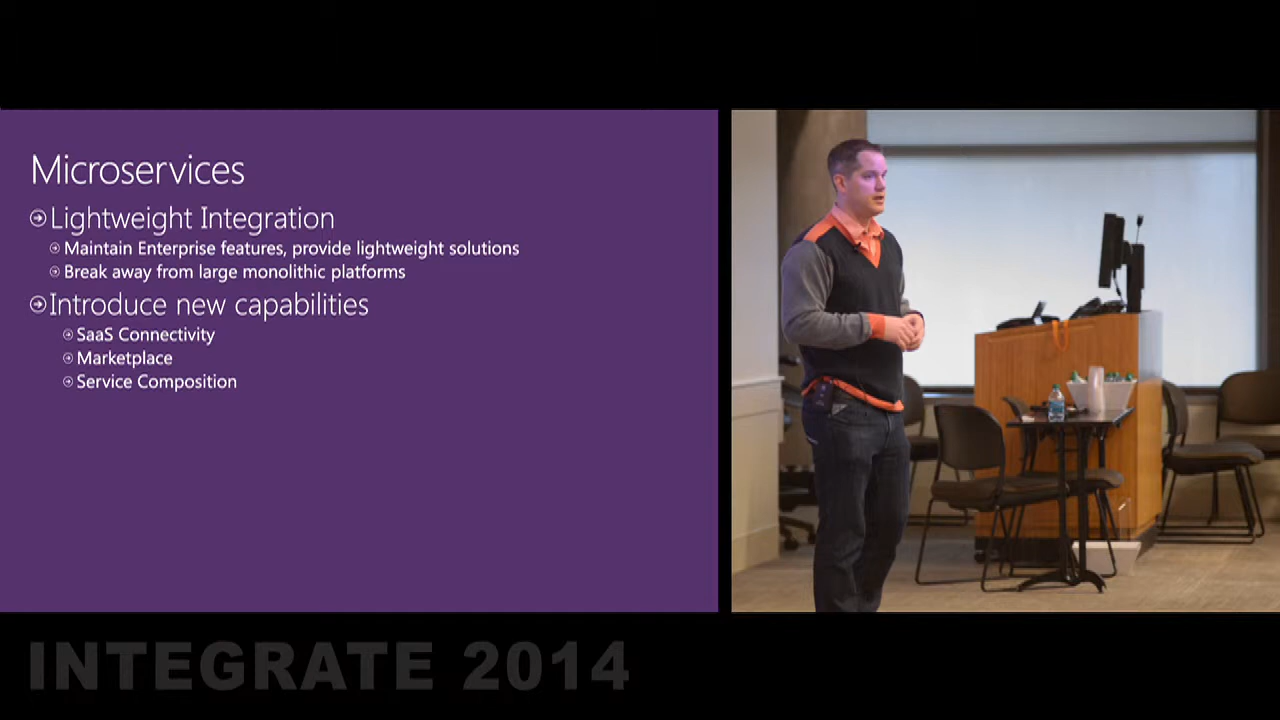 Microservices
Lightweight Integration
Maintain Enterprise features, provide lightweight solutions
Break away from large monolithic platforms
Introduce new capabilities
SaaS Connectivity
Marketplace
Service Composition
INTEGRATE 2014